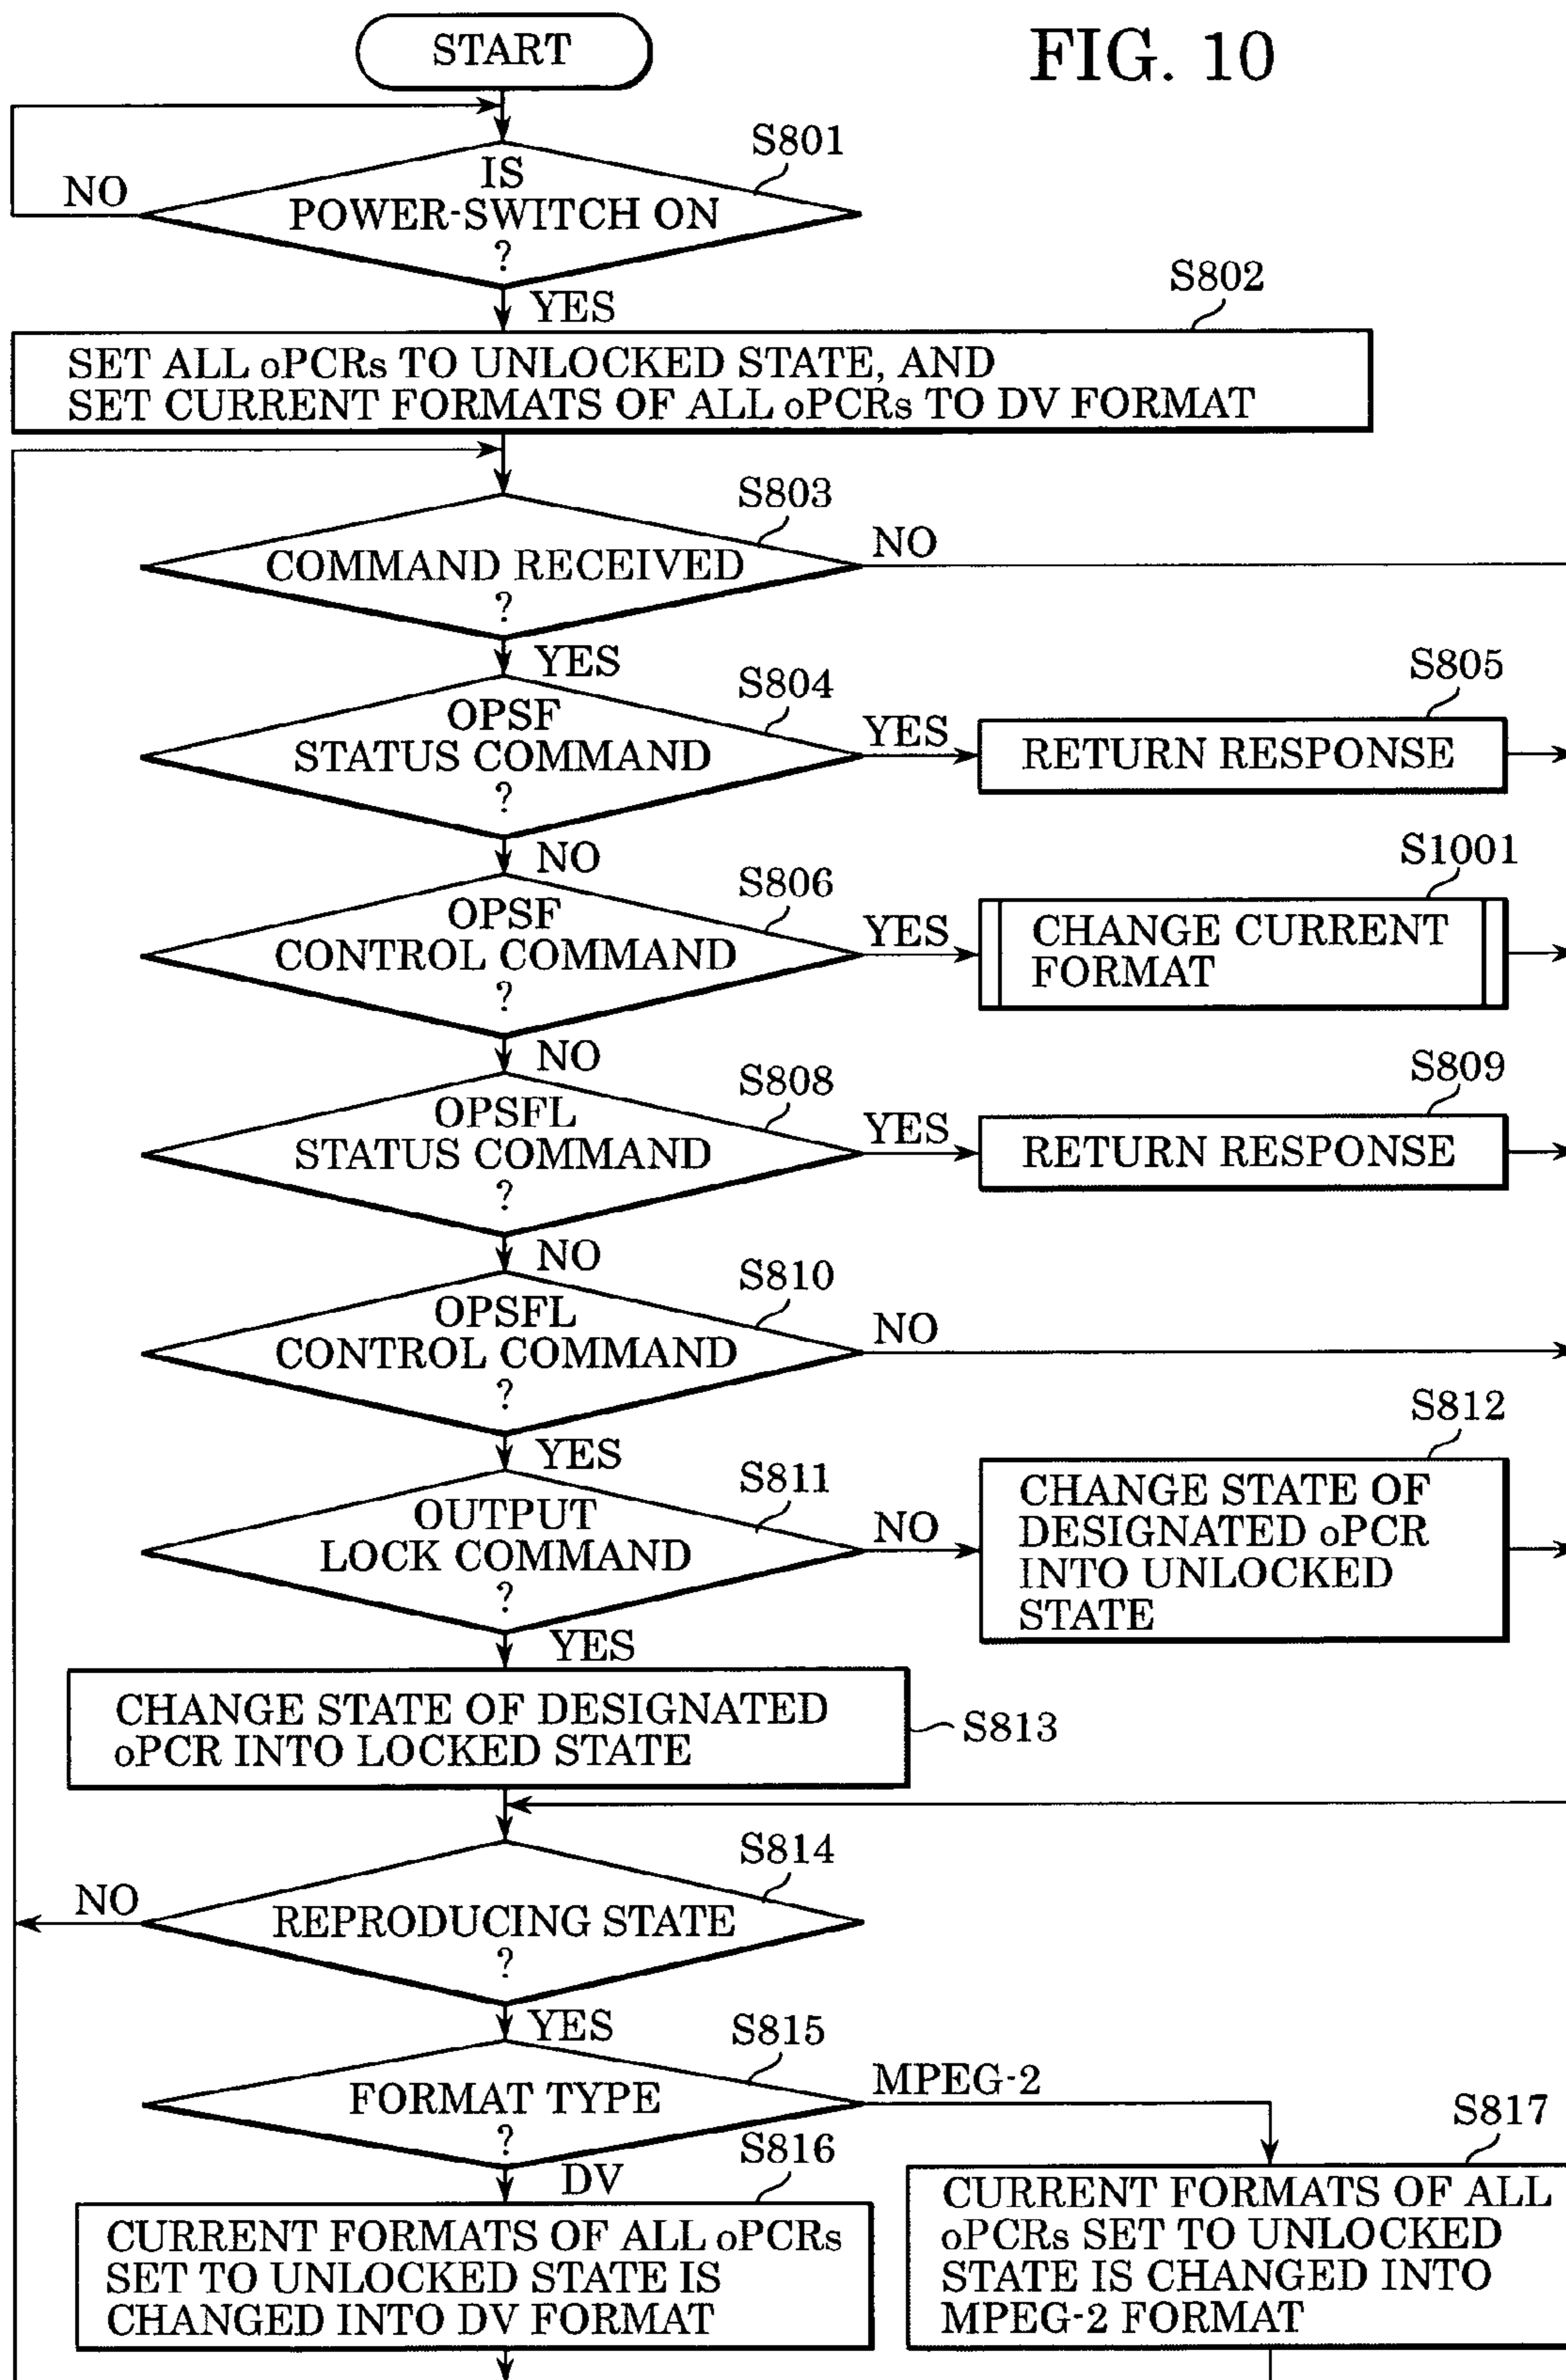 START
FIG. 10
S801
IS
POWER-SWITCH ON
?
NO
YES
S802
SET ALL oPCRs TO UNLOCKED STATE, AND
SET CURRENT FORMATS OF ALL oPCRs TO DV FORMAT
S803
COMMAND RECEIVED
?
NO
YES
S804
OPSF
STATUS COMMAND
?
YES
S805
RETURN RESPONSE
NO
S806
OPSF
CONTROL COMMAND
?
YES
S1001
CHANGE CURRENT
FORMAT
NO
S808
OPSFL
STATUS COMMAND
?
YES
S809
RETURN RESPONSE
NO
S810
OPSFL
CONTROL COMMAND
?
NO
YES
S811
OUTPUT
LOCK COMMAND
?
NO
S812
CHANGE STATE OF
DESIGNATED oPCR
INTO UNLOCKED
STATE
YES
CHANGE STATE OF DESIGNATED
oPCR INTO LOCKED STATE
S813
S814
REPRODUCING STATE
?
NO
YES
S815
FORMAT TYPE
?
MPEG-2
DV
S816
CURRENT FORMATS OF ALL oPCRs
SET TO UNLOCKED STATE IS
CHANGED INTO DV FORMAT
S817
CURRENT FORMATS OF ALL
oPCRs SET TO UNLOCKED
STATE IS CHANGED INTO
MPEG-2 FORMAT